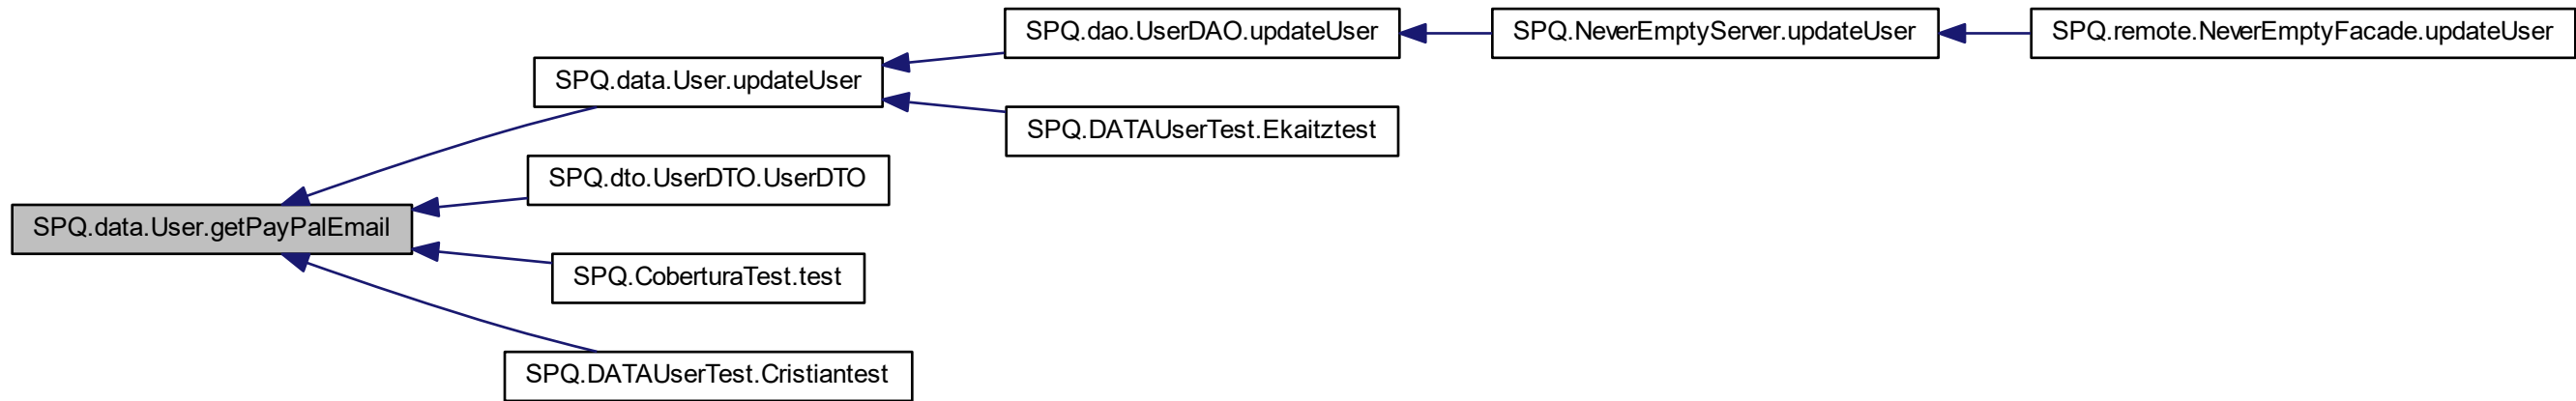 SPQ.dao.UserDAO.updateUser
SPQ.NeverEmptyServer.updateUser
SPQ.remote.NeverEmptyFacade.updateUser
SPQ.data.User.updateUser
SPQ.DATAUserTest.Ekaitztest
SPQ.dto.UserDTO.UserDTO
SPQ.data.User.getPayPalEmail
SPQ.CoberturaTest.test
SPQ.DATAUserTest.Cristiantest